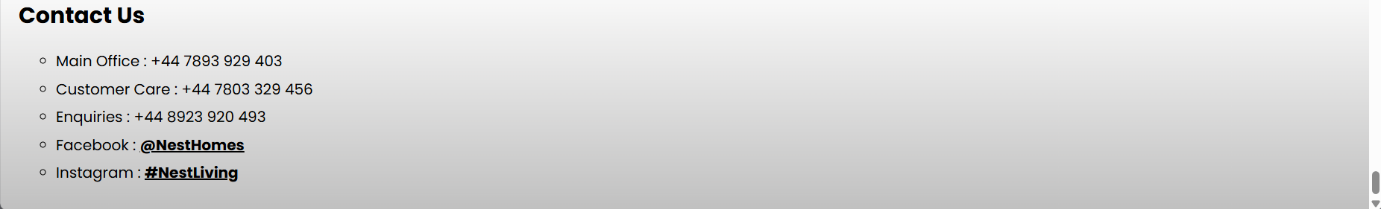 Contact Us
Main Office : +44 7893 929 403
Customer Care : +44 7803 329 456
Enquiries : +44 8923 920 493
Facebook : @NestHomes
Instagram : #NestLiving